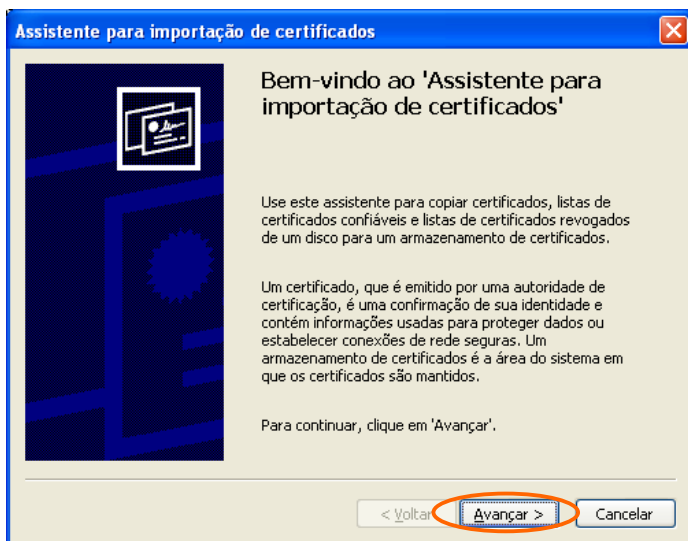 Assistente para importação de certificados
Bem-vindo ao 'Assistente para
importação de certificados'
Use este assistente para copiar certificados, listas de
certificados confiáveis e listas de certificados revogados
de um disco para um armazenamento de certificados.
Um certificado, que é emitido por uma autoridade de
certificação, é uma confirmação de sua identidade e
contém informações usadas para proteger dados ou
estabelecer conexões de rede seguras. Um
armazenamento de certificados é a área do sistema em
que os certificados são mantidos.
Para continuar, clique em 'Avançar'.
< Voltar
Avançar >
Cancelar